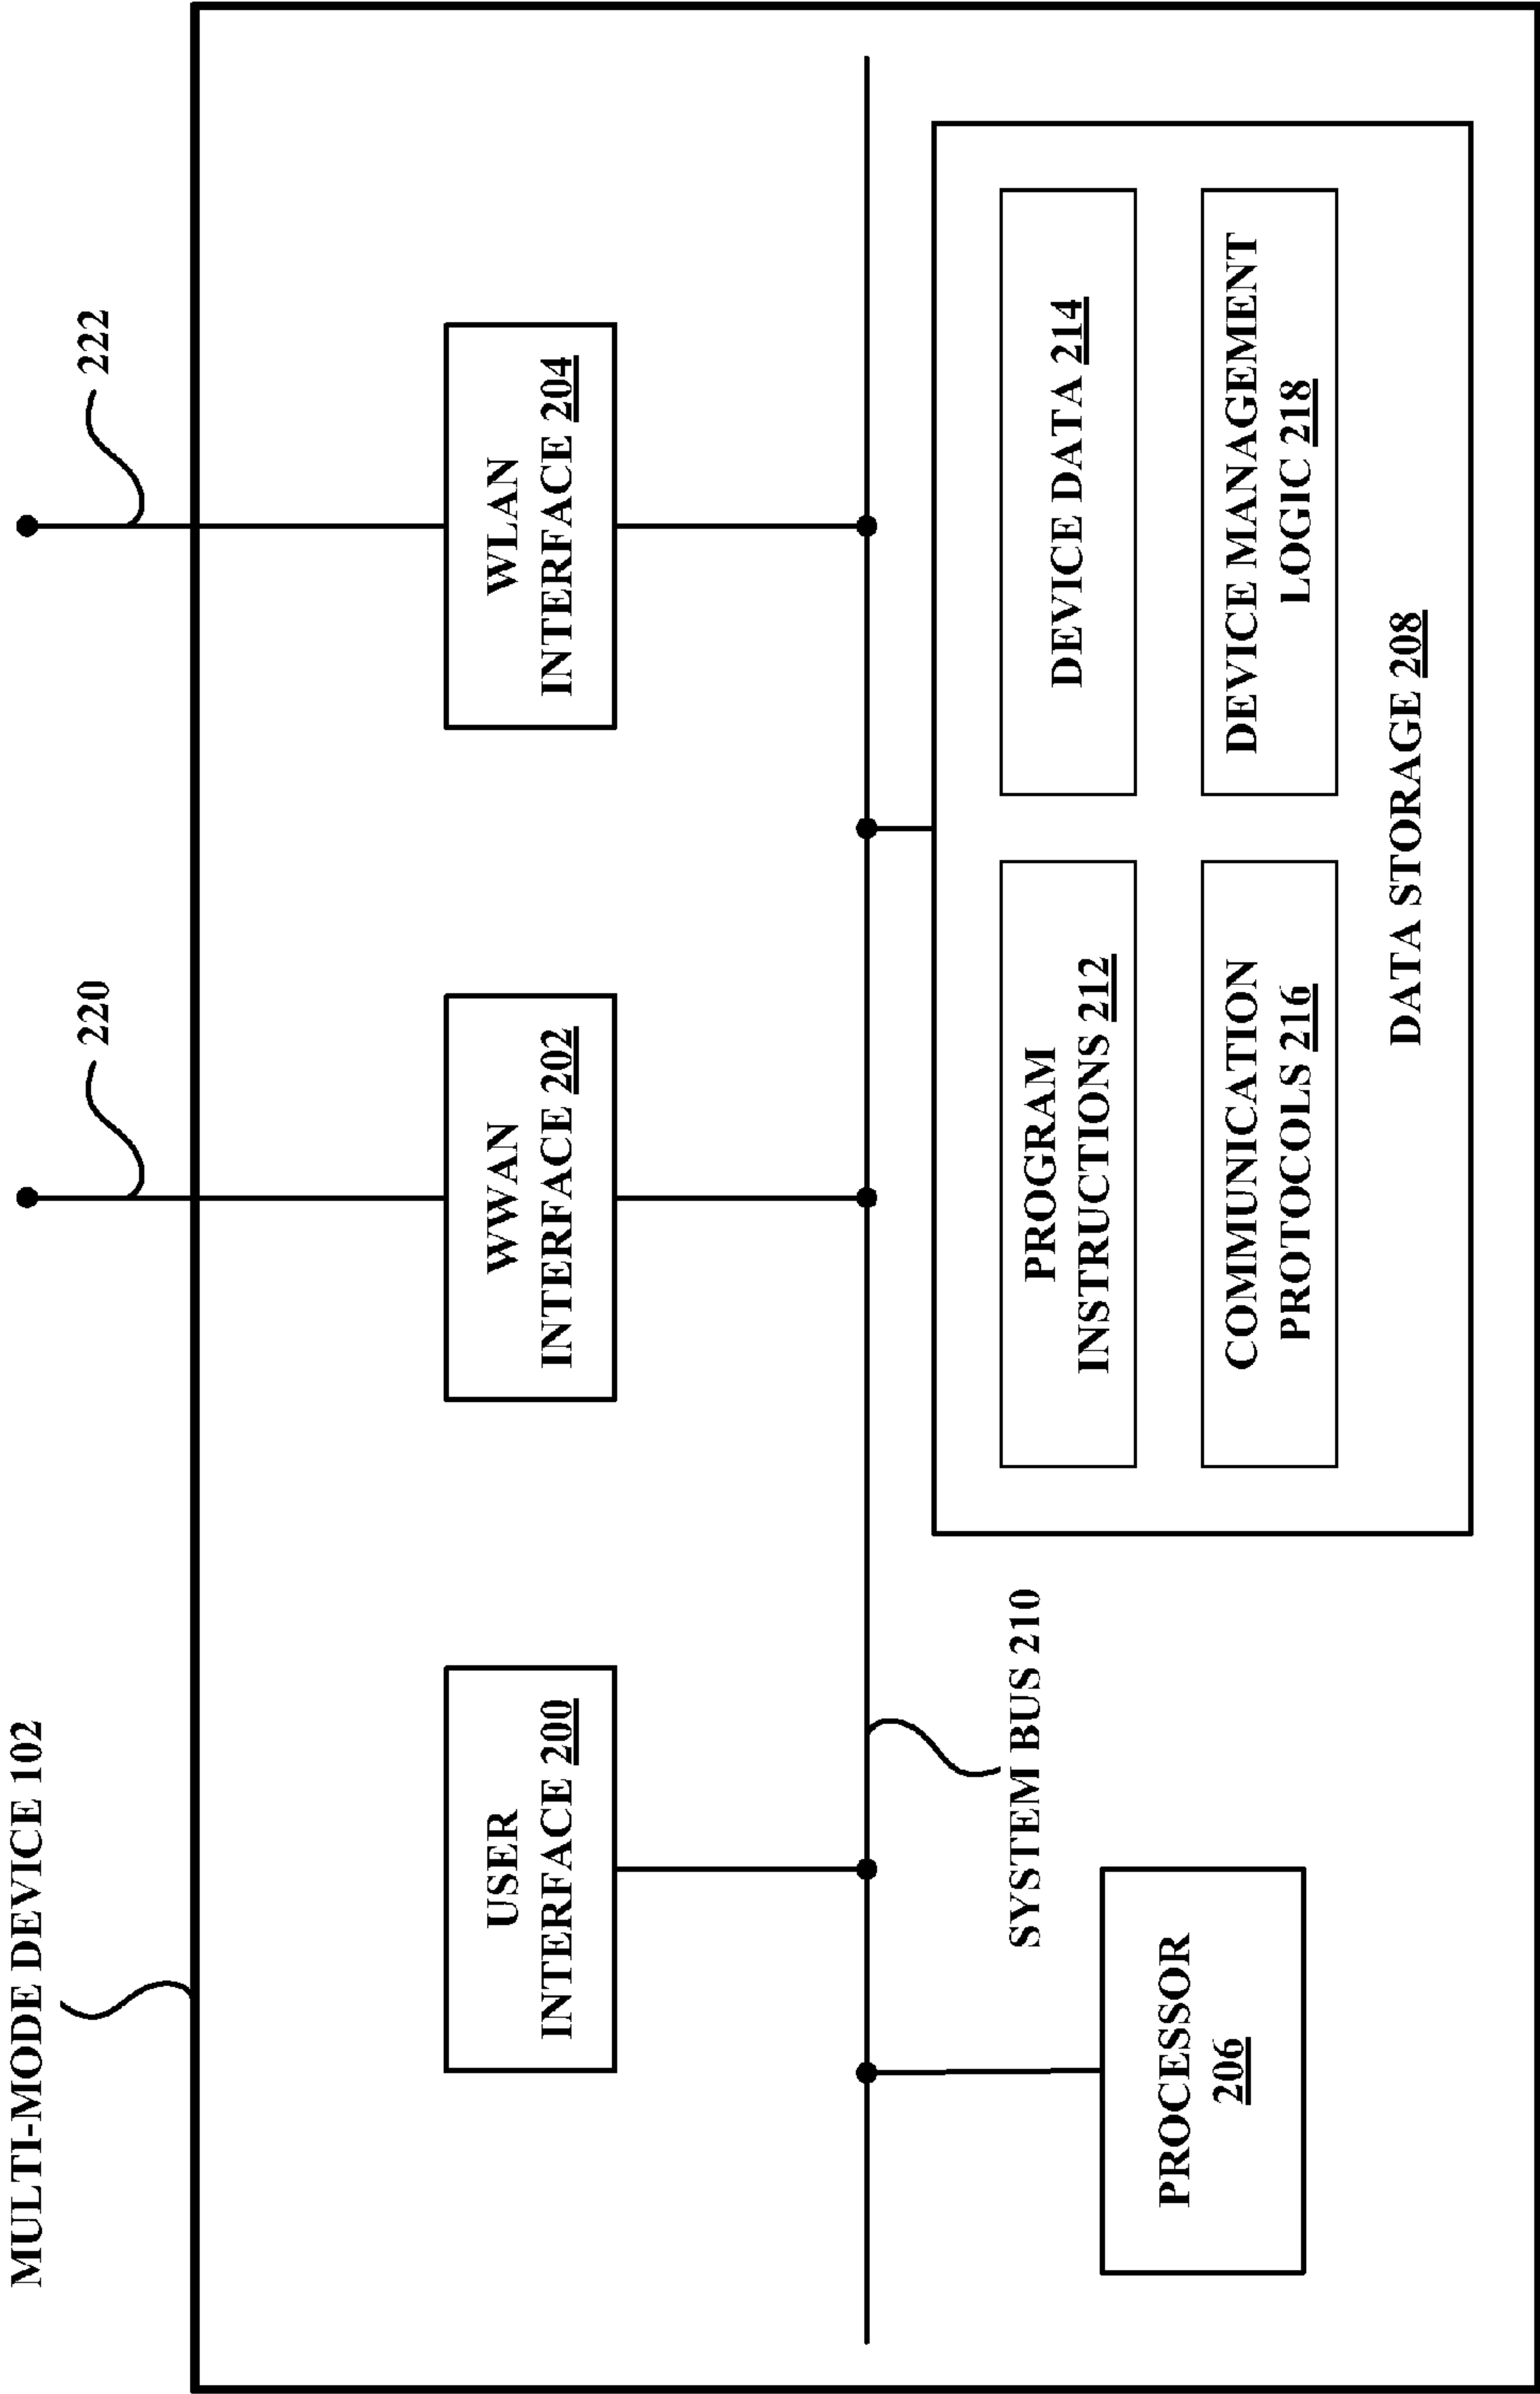 MULTI-MODE DEVICE 102
220
222
USER
INTERFACE 200
WWAN
INTERFACE 202
WLAN
INTERFACE 204
SYSTEM BUS 210
PROCESSOR
206
PROGRAM
INSTRUCTIONS 212
DEVICE DATA 214
COMMUNICATION
PROTOCOLS 216
DEVICE MANAGEMENT
LOGIC 218
DATA STORAGE 208